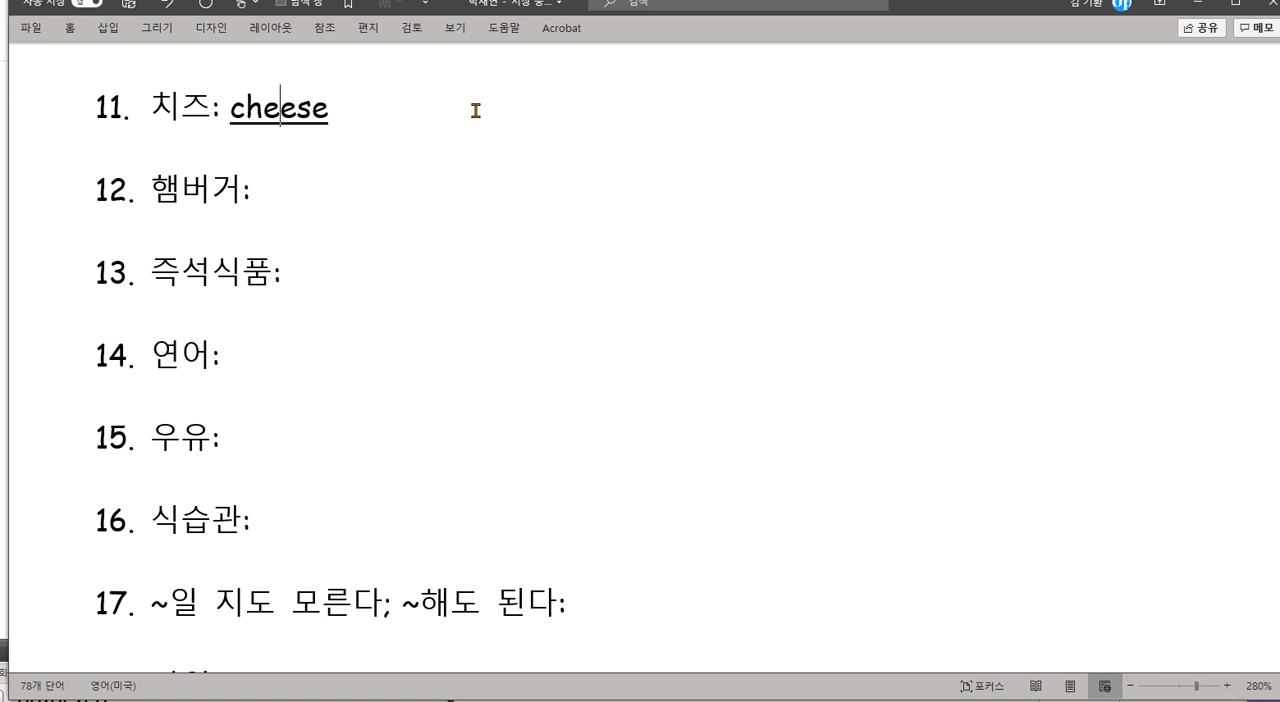 파일 홈 삽입 그리기 디자인 레이아웃 참조 편지 검토 보기 도움말 Acrobat 공유 메모
11. 치즈: cheese
12. 햄버거:
13. 즉석식품:
14. 연어:
15. 우유:
16. 식습관:
17. ~일 지도 모른다; ~해도 된다:
78개 단어 영어(미국) 포커스 280%